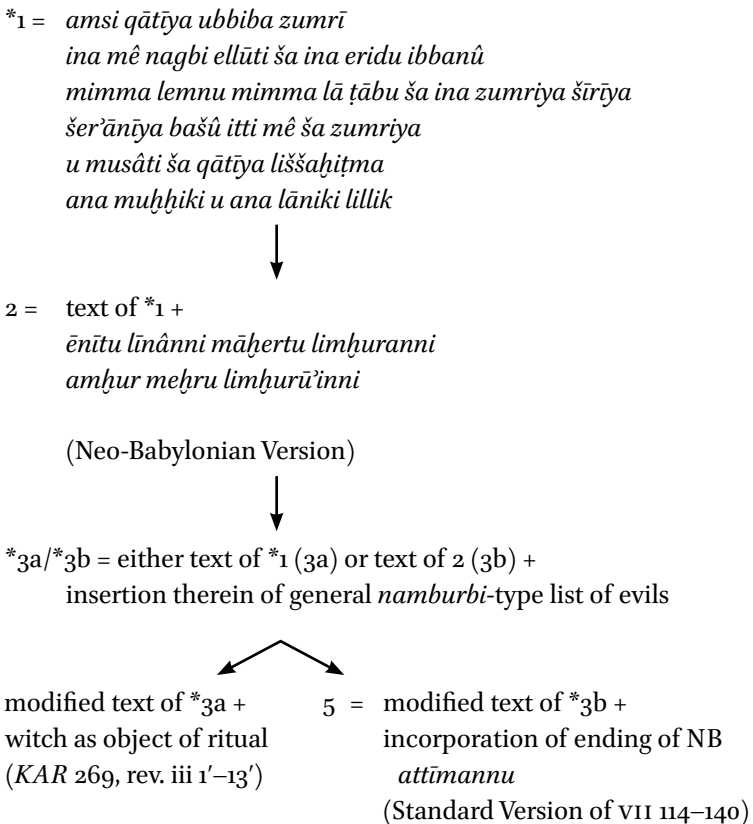 *1 = amsi qātīya ubbiba zumrī
ina mê nagbi ellūti ša ina eridu ibbanû
mimma lemnu mimma lā ṭābu ša ina zumriya šīrīya
šerʾānīya bašû itti mê ša zumriya
u musâti ša qātīya liššaḫiṭma
ana muḫḫiki u ana lāniki lillik
2 = text of *1 +
ēnītu līnânni māḫertu limḫuranni
amḫur meḫru limḫurūʾinni
(Neo-Babylonian Version)
*3a/*3b = either text of *1 (3a) or text of 2 (3b) +
insertion therein of general namburbi-type list of evils
modified text of *3a +
witch as object of ritual
(KAR 269, rev. iii 1′–13′)
5 = modified text of *3b +
incorporation of ending of NB
attīmannu
(Standard Version of VII 114–140)